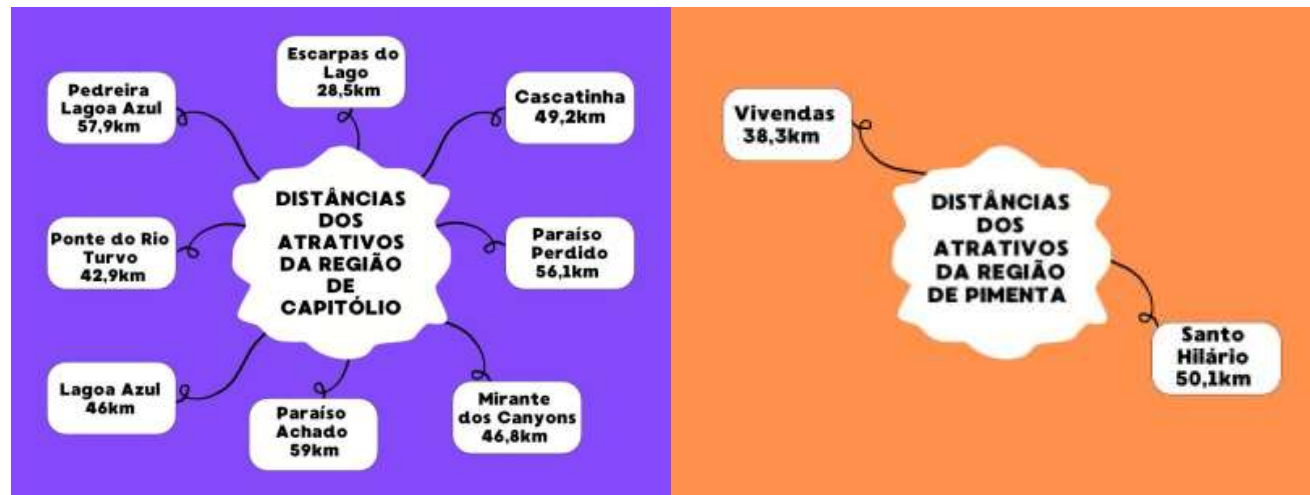 DISTÂNCIAS
DOS
ATRATIVOS
DA REGIÃO
DE
CAPITÓLIO
Escarpas do
Lago
28,5km
Pedreira
Lagoa Azul
57,9km
Cascatinha
49,2km
Ponte do Rio
Turvo
42,9km
Paraíso
Perdido
56,1km
Lagoa Azul
46km
Paraíso
Achado
59km
Mirante
dos Canyons
46,8km
DISTÂNCIAS
DOS
ATRATIVOS
DA REGIÃO
DE PIMENTA
Vivendas
38,3km
Santo
Hilário
50,1km